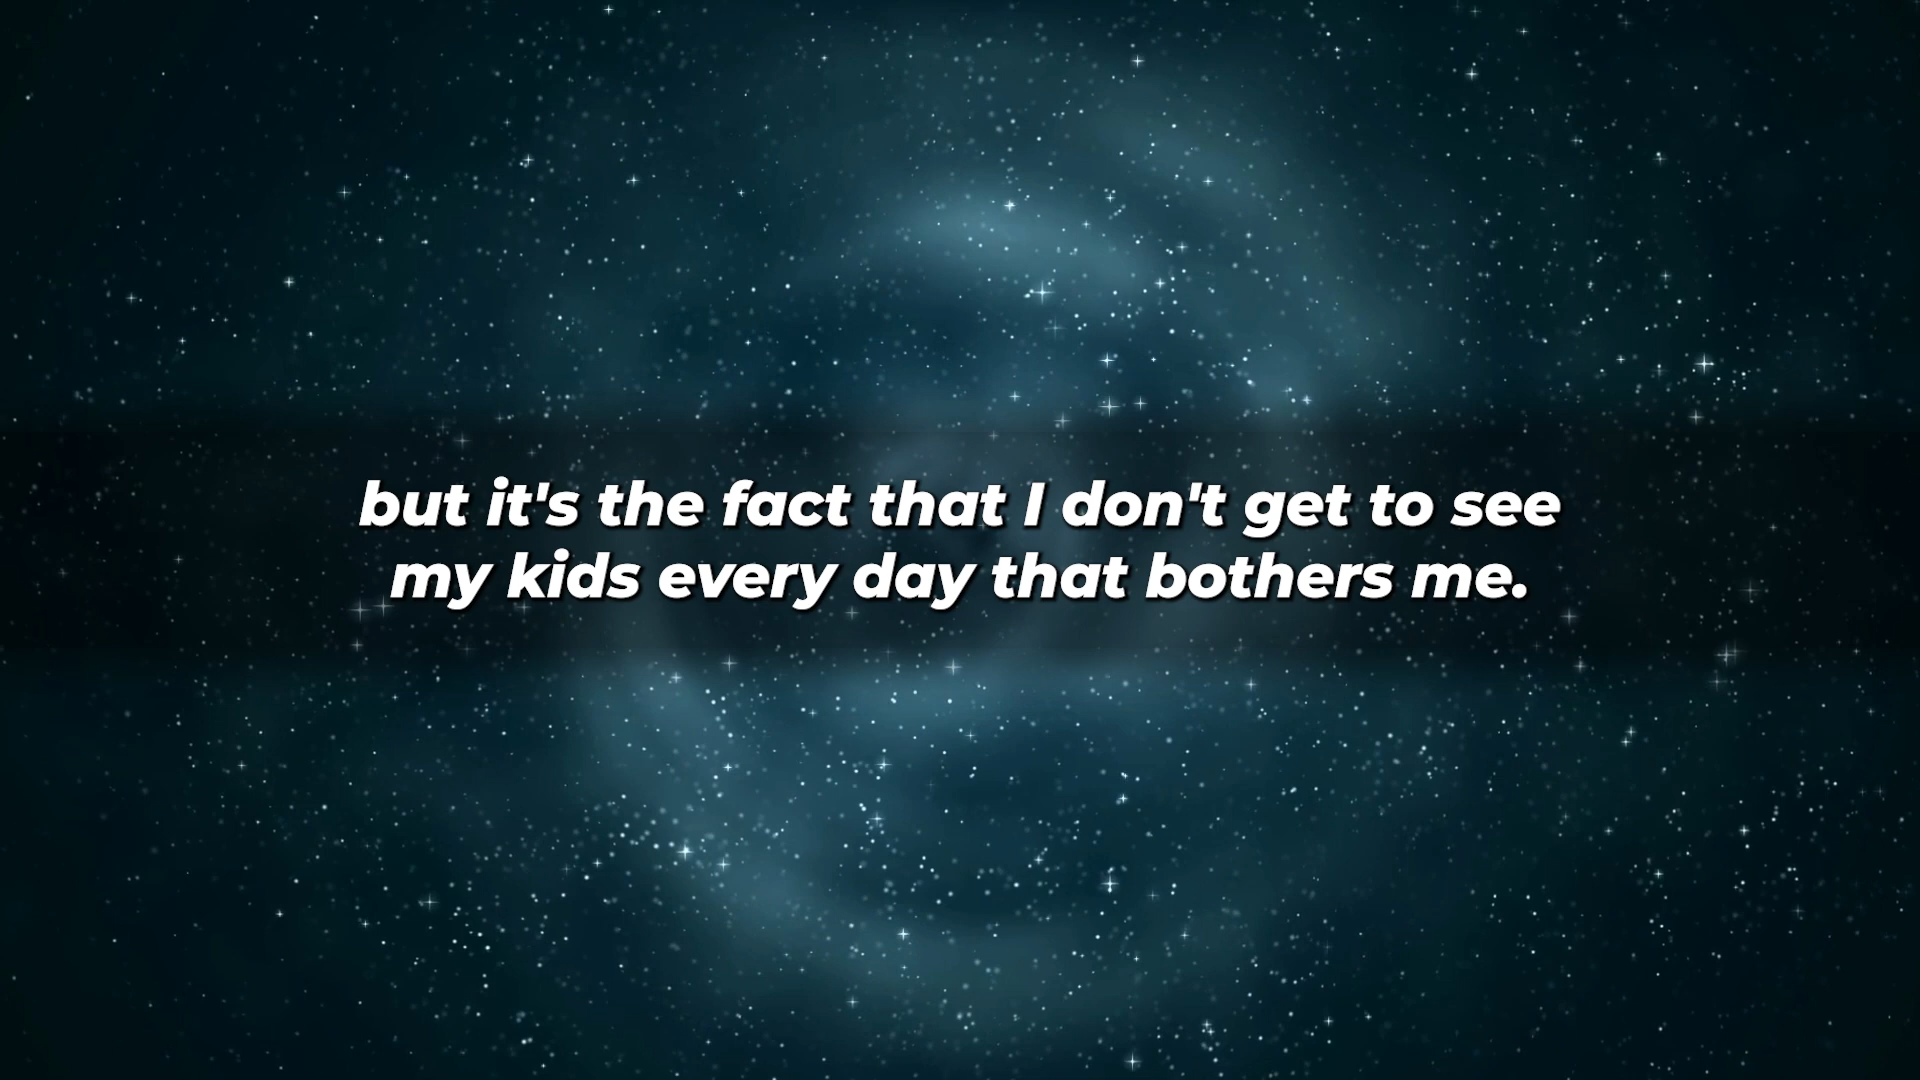 but it's the fact that I don't get to see
my kids every day that bothers me.